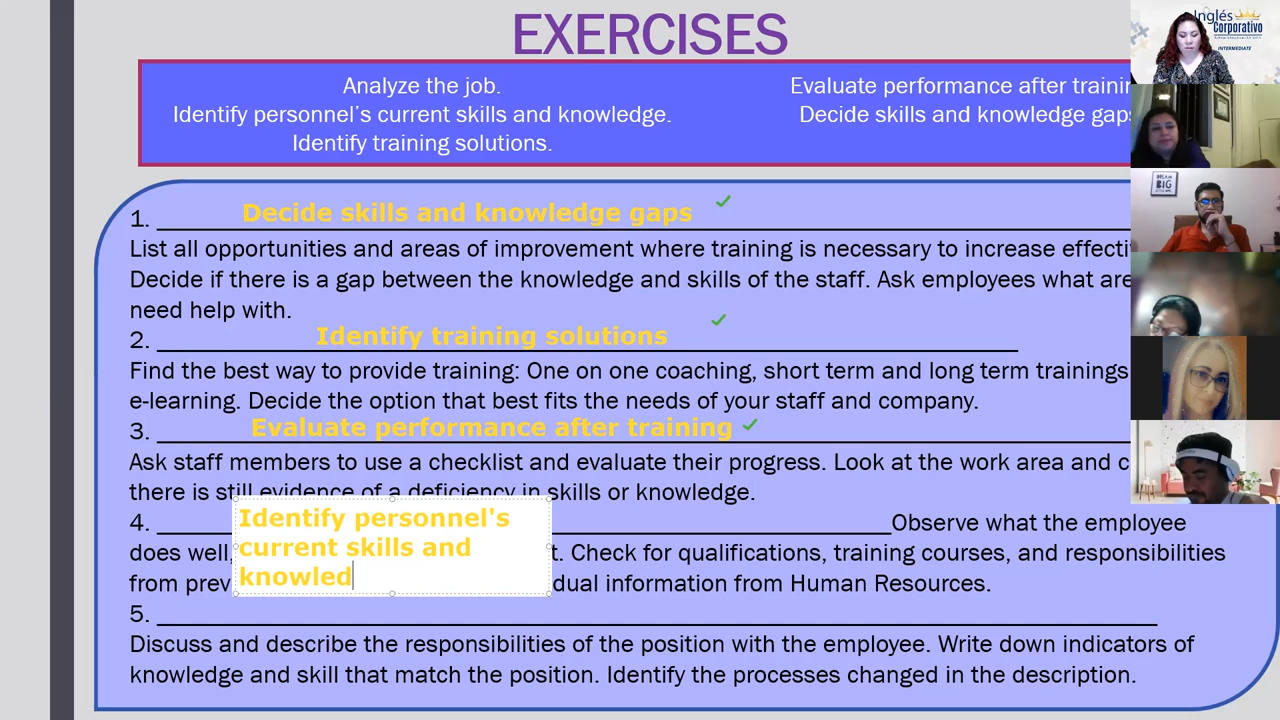 EXERCISES
Analyze the job.
Identify personnel's current skills and knowledge.
Identify training solutions.
Evaluate performance after
Decide skills and knowledge
Inglés
Corporativo
INTERMEDIATE
DREAM
BIG
1. Decide skills and knowledge gaps
List all opportunities and areas of improvement where training is necessary to increase
Decide if there is a gap between the knowledge and skills of the staff. Ask employees what
need help with.
2. Identify training solutions
Find the best way to provide training: One on one coaching, short term and long term trainings
e-learning. Decide the option that best fits the needs of your staff and company.
3. Evaluate performance after training
Ask staff members to use a checklist and evaluate their progress. Look at the work area and
there is still evidence of a deficiency in skills or knowledge.
4. Identify personnel's
current skills and
knowled
Observe what the employee
does well, . Check for qualifications, training courses, and responsibilities
from information from Human Resources.
5.
Discuss and describe the responsibilities of the position with the employee. Write down indicators of
knowledge and skill that match the position. Identify the processes changed in the description.